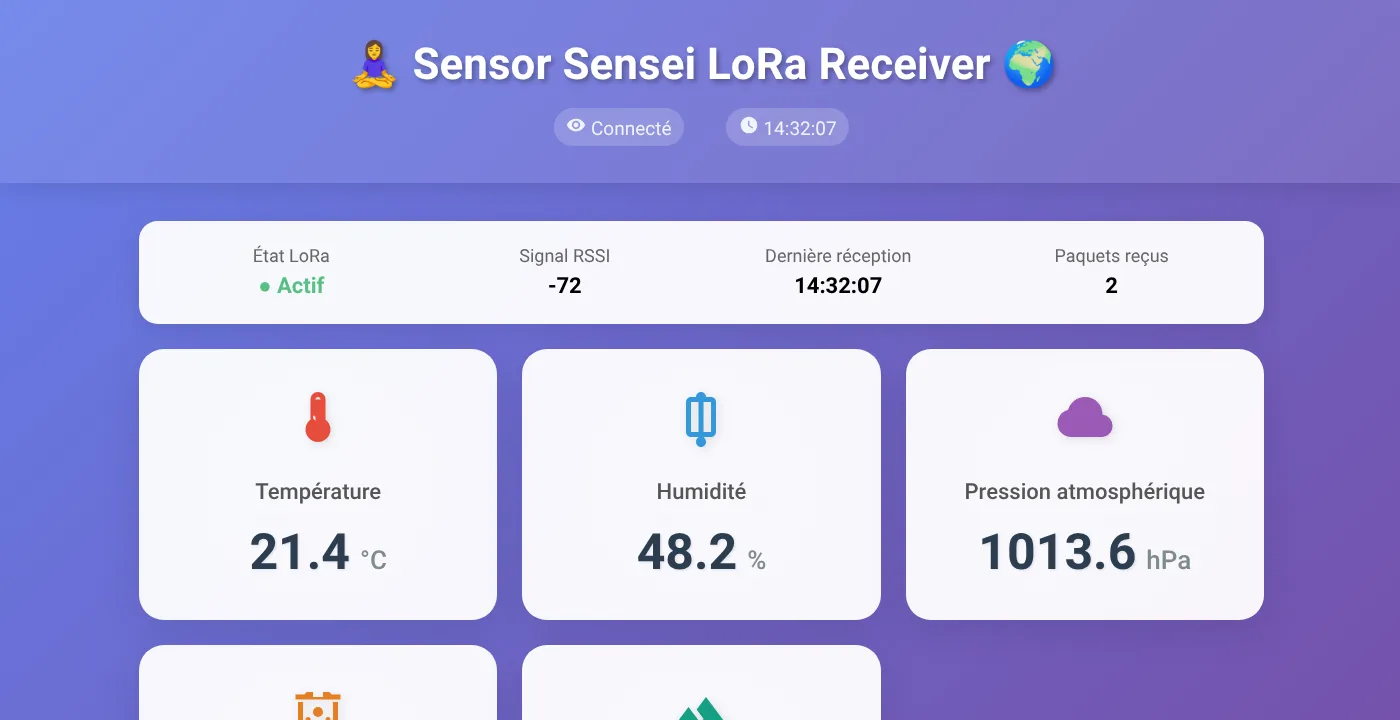 Sensor Sensei LoRa Receiver
Connecté
14:32:07
État LoRa
● Actif
Signal RSSI
-72
Dernière réception
14:32:07
Paquets reçus
2
Température
21.4 °C
Humidité
48.2 %
Pression atmosphérique
1013.6 hPa